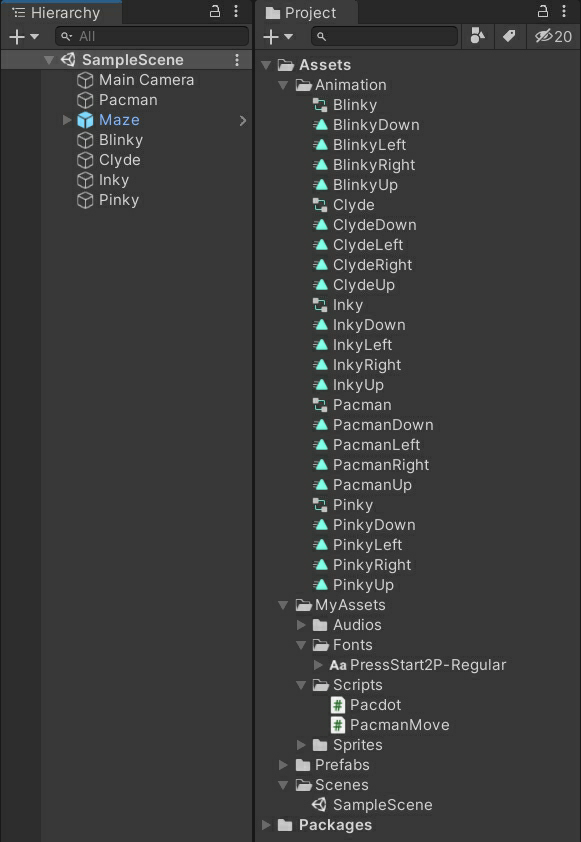 Hierarchy
All
SampleScene
Main Camera
Pacman
Maze
Blinky
Clyde
Inky
Pinky
Project
20
Assets
Animation
Blinky
BlinkyDown
BlinkyLeft
BlinkyRight
BlinkyUp
Clyde
ClydeDown
ClydeLeft
ClydeRight
ClydeUp
Inky
InkyDown
InkyLeft
InkyRight
InkyUp
Pacman
PacmanDown
PacmanLeft
PacmanRight
PacmanUp
Pinky
PinkyDown
PinkyLeft
PinkyRight
PinkyUp
MyAssets
Audios
Fonts
Aa PressStart2P-Regular
Scripts
# Pacdot
# PacmanMove
Sprites
Prefabs
Scenes
SampleScene
Packages